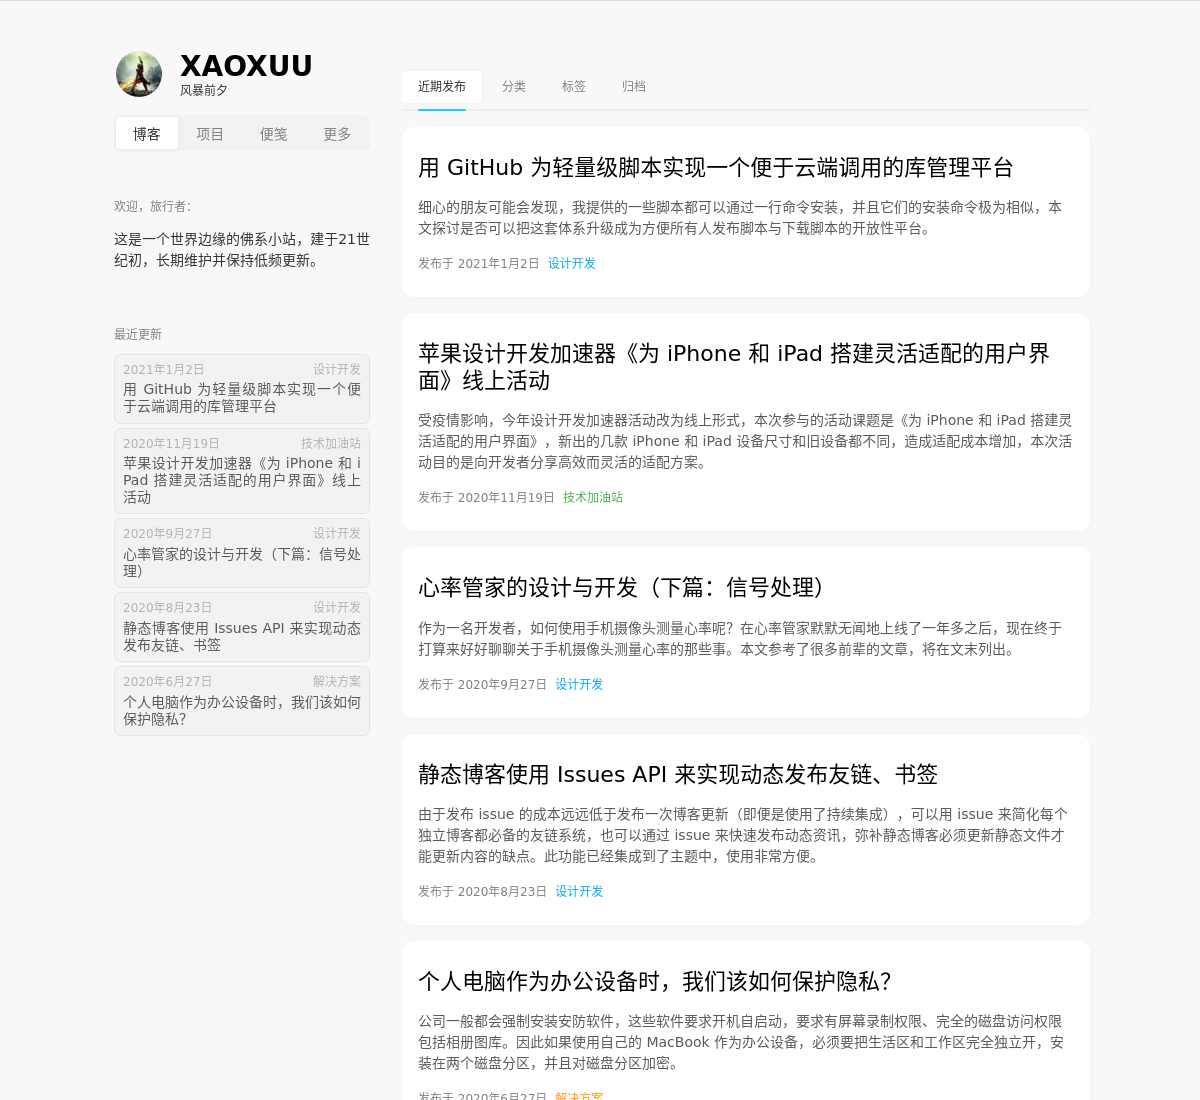 XAOXUU
风暴前夕
博客 项目 便笺 更多
欢迎，旅行者：
这是一个世界边缘的佛系小站，建于21世
纪初，长期维护并保持低频更新。
最近更新
2021年1月2日 设计开发
用 GitHub 为轻量级脚本实现一个便
于云端调用的库管理平台
2020年11月19日 技术加油站
苹果设计开发加速器《为 iPhone 和 i
Pad 搭建灵活适配的用户界面》线上
活动
2020年9月27日 设计开发
心率管家的设计与开发（下篇：信号处
理）
2020年8月23日 设计开发
静态博客使用 Issues API 来实现动态
发布友链、书签
2020年6月27日 解决方案
个人电脑作为办公设备时，我们该如何
保护隐私？
近期发布 分类 标签 归档
用 GitHub 为轻量级脚本实现一个便于云端调用的库管理平台
细心的朋友可能会发现，我提供的一些脚本都可以通过一行命令安装，并且它们的安装命令极为相似，本
文探讨是否可以把这套体系升级成为方便所有人发布脚本与下载脚本的开放性平台。
发布于 2021年1月2日 设计开发
苹果设计开发加速器《为 iPhone 和 iPad 搭建灵活适配的用户界
面》线上活动
受疫情影响，今年设计开发加速器活动改为线上形式，本次参与的活动课题是《为 iPhone 和 iPad 搭建灵
活适配的用户界面》，新出的几款 iPhone 和 iPad 设备尺寸和旧设备都不同，造成适配成本增加，本次活
动目的是向开发者分享高效而灵活的适配方案。
发布于 2020年11月19日 技术加油站
心率管家的设计与开发（下篇：信号处理）
作为一名开发者，如何使用手机摄像头测量心率呢？在心率管家默默无闻地上线了一年多之后，现在终于
打算来好好聊聊关于手机摄像头测量心率的那些事。本文参考了很多前辈的文章，将在文末列出。
发布于 2020年9月27日 设计开发
静态博客使用 Issues API 来实现动态发布友链、书签
由于发布 issue 的成本远远低于发布一次博客更新（即便是使用了持续集成），可以用 issue 来简化每个
独立博客都必备的友链系统，也可以通过 issue 来快速发布动态资讯，弥补静态博客必须更新静态文件才
能更新内容的缺点。此功能已经集成到了主题中，使用非常方便。
发布于 2020年8月23日 设计开发
个人电脑作为办公设备时，我们该如何保护隐私？
公司一般都会强制安装安防软件，这些软件要求开机自启动，要求有屏幕录制权限、完全的磁盘访问权限
包括相册图库。因此如果使用自己的 MacBook 作为办公设备，必须要把生活区和工作区完全独立开，安
装在两个磁盘分区，并且对磁盘分区加密。
发布于 2020年6月27日 解决方案